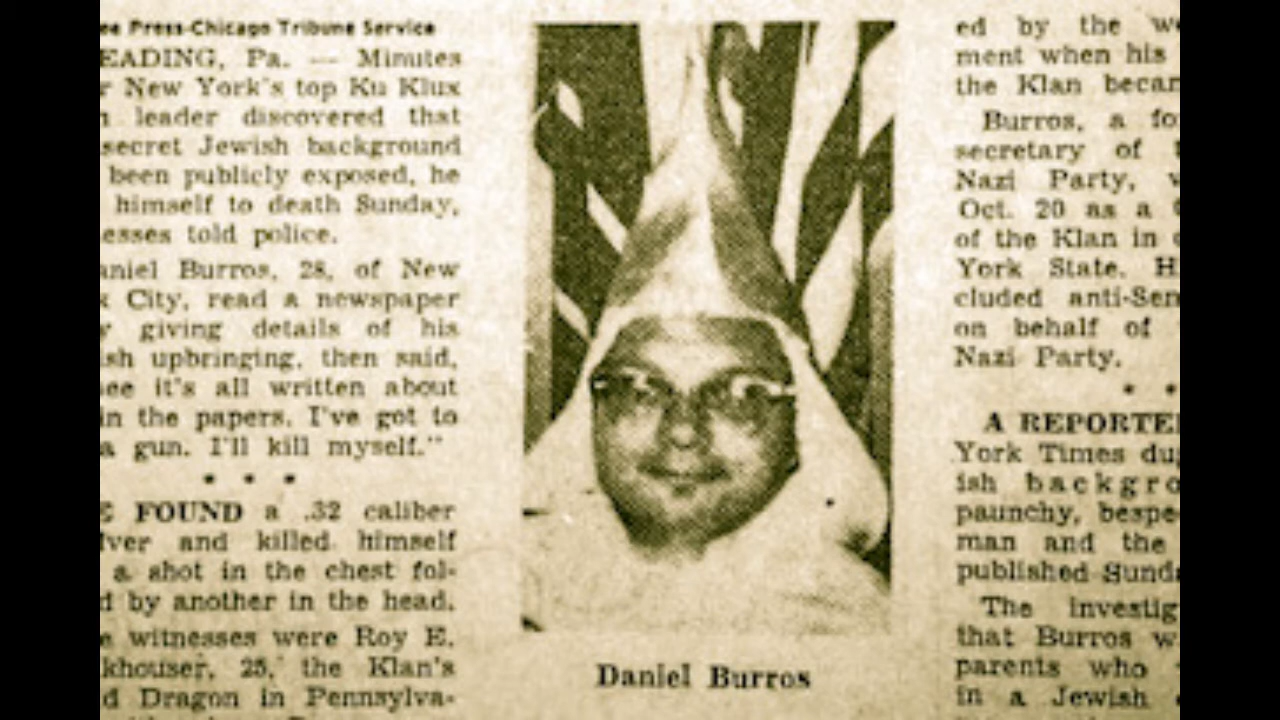 ee Press-Chicago Tribune Service
EADING, Pa. — Minutes
r New York's top Ku Klux
n leader discovered that
secret Jewish background
been publicly exposed, he
himself to death Sunday,
esses told police.
aniel Burros, 28, of New
k City, read a newspaper
y giving details of his
ish upbringing, then said,
ee it's all written about
in the papers. I've got to
a gun. I'll kill myself."
* * *
E FOUND a .32 caliber
lver and killed himself
a shot in the chest fol-
d by another in the head.
e witnesses were Roy E.
khouser, 25, the Klan's
d Dragon in Pennsylva-
Daniel Burros
ed by the we
ment when his
the Klan becam
Burros, a fo
secretary of t
Nazi Party, w
Oct. 20 as a
of the Klan in
York State. H
cluded anti-Sem
on behalf of
Nazi Party.
* *
A REPORTE
York Times du
ish backgro
paunchy, bespe
man and the
published Sunda
The investig
that Burros w
parents who
in a Jewish